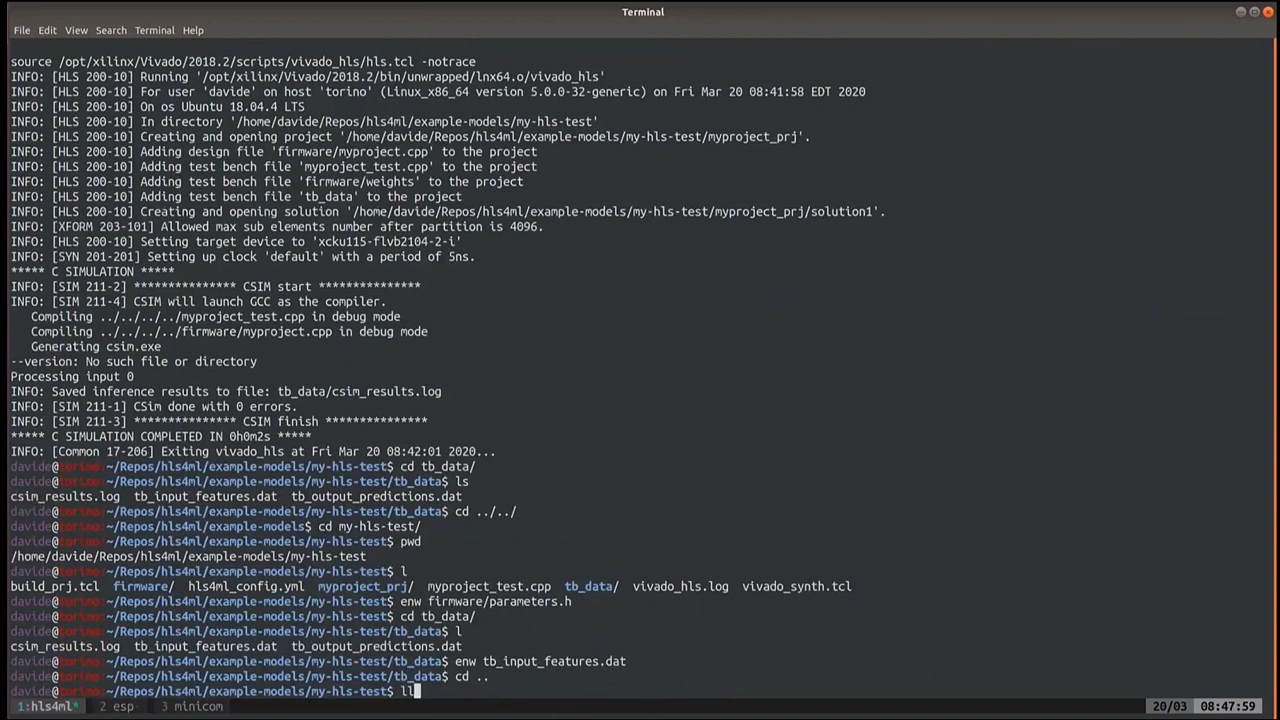 Terminal
File Edit View Search Terminal Help
source /opt/xilinx/Vivado/2018.2/scripts/vivado_hls/hls.tcl -notrace
INFO: [HLS 200-10] Running '/opt/xilinx/Vivado/2018.2/bin/unwrapped/lnx64.o/vivado_hls'
INFO: [HLS 200-10] For user 'davide' on host 'torino' (Linux_x86_64 version 5.0.0-32-generic) on Fri Mar 20 08:41:58 EDT 2020
INFO: [HLS 200-10] On os Ubuntu 18.04.4 LTS
INFO: [HLS 200-10] In directory '/home/davide/Repos/hls4ml/example-models/my-hls-test'
INFO: [HLS 200-10] Creating and opening project '/home/davide/Repos/hls4ml/example-models/my-hls-test/myproject_prj'.
INFO: [HLS 200-10] Adding design file 'firmware/myproject.cpp' to the project
INFO: [HLS 200-10] Adding test bench file 'myproject_test.cpp' to the project
INFO: [HLS 200-10] Adding test bench file 'firmware/weights' to the project
INFO: [HLS 200-10] Adding test bench file 'tb_data' to the project
INFO: [HLS 200-10] Creating and opening solution '/home/davide/Repos/hls4ml/example-models/my-hls-test/myproject_prj/solution1'.
INFO: [XFORM 203-101] Allowed max sub elements number after partition is 4096.
INFO: [HLS 200-10] Setting target device to 'xcku115-flvb2104-2-i'
INFO: [SYN 201-201] Setting up clock 'default' with a period of 5ns.
***** C SIMULATION *****
INFO: [SIM 211-2] *************** CSIM start ***************
INFO: [SIM 211-4] CSIM will launch GCC as the compiler.
Compiling ../../../../myproject_test.cpp in debug mode
Compiling ../../../../firmware/myproject.cpp in debug mode
Generating csim.exe
--version: No such file or directory
Processing input 0
INFO: Saved inference results to file: tb_data/csim_results.log
INFO: [SIM 211-1] CSim done with 0 errors.
INFO: [SIM 211-3] *************** CSIM finish ***************
***** C SIMULATION COMPLETED IN 0h0m2s *****
INFO: [Common 17-206] Exiting vivado_hls at Fri Mar 20 08:42:01 2020...
davide@torino:~/Repos/hls4ml/example-models/my-hls-test$ cd tb_data/
davide@torino:~/Repos/hls4ml/example-models/my-hls-test/tb_data$ ls
csim_results.log tb_input_features.dat tb_output_predictions.dat
davide@torino:~/Repos/hls4ml/example-models/my-hls-test/tb_data$ cd ../../
davide@torino:~/Repos/hls4ml/example-models$ cd my-hls-test/
davide@torino:~/Repos/hls4ml/example-models/my-hls-test$ pwd
/home/davide/Repos/hls4ml/example-models/my-hls-test
davide@torino:~/Repos/hls4ml/example-models/my-hls-test$ l
build_prj.tcl firmware/ hls4ml_config.yml myproject_prj/ myproject_test.cpp tb_data/ vivado_hls.log vivado_synth.tcl
davide@torino:~/Repos/hls4ml/example-models/my-hls-test$ enw firmware/parameters.h
davide@torino:~/Repos/hls4ml/example-models/my-hls-test$ cd tb_data/
davide@torino:~/Repos/hls4ml/example-models/my-hls-test/tb_data$ l
csim_results.log tb_input_features.dat tb_output_predictions.dat
davide@torino:~/Repos/hls4ml/example-models/my-hls-test/tb_data$ enw tb_input_features.dat
davide@torino:~/Repos/hls4ml/example-models/my-hls-test/tb_data$ cd ..
davide@torino:~/Repos/hls4ml/example-models/my-hls-test$ ll
1:hls4ml* 2 esp- 3 minicom 20/03 08:47:59